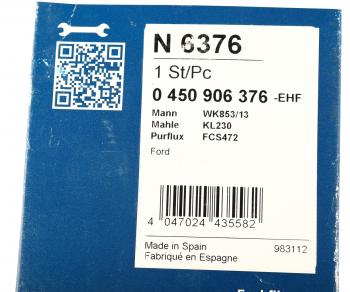 N 6376
1 St/Pc
0 450 906 376 -EHF
Mann WK853/13
Mahle KL230
Purflux FCS472
Ford
4 047024 435582
Made in Spain 983112
Fabriqué en Espagne